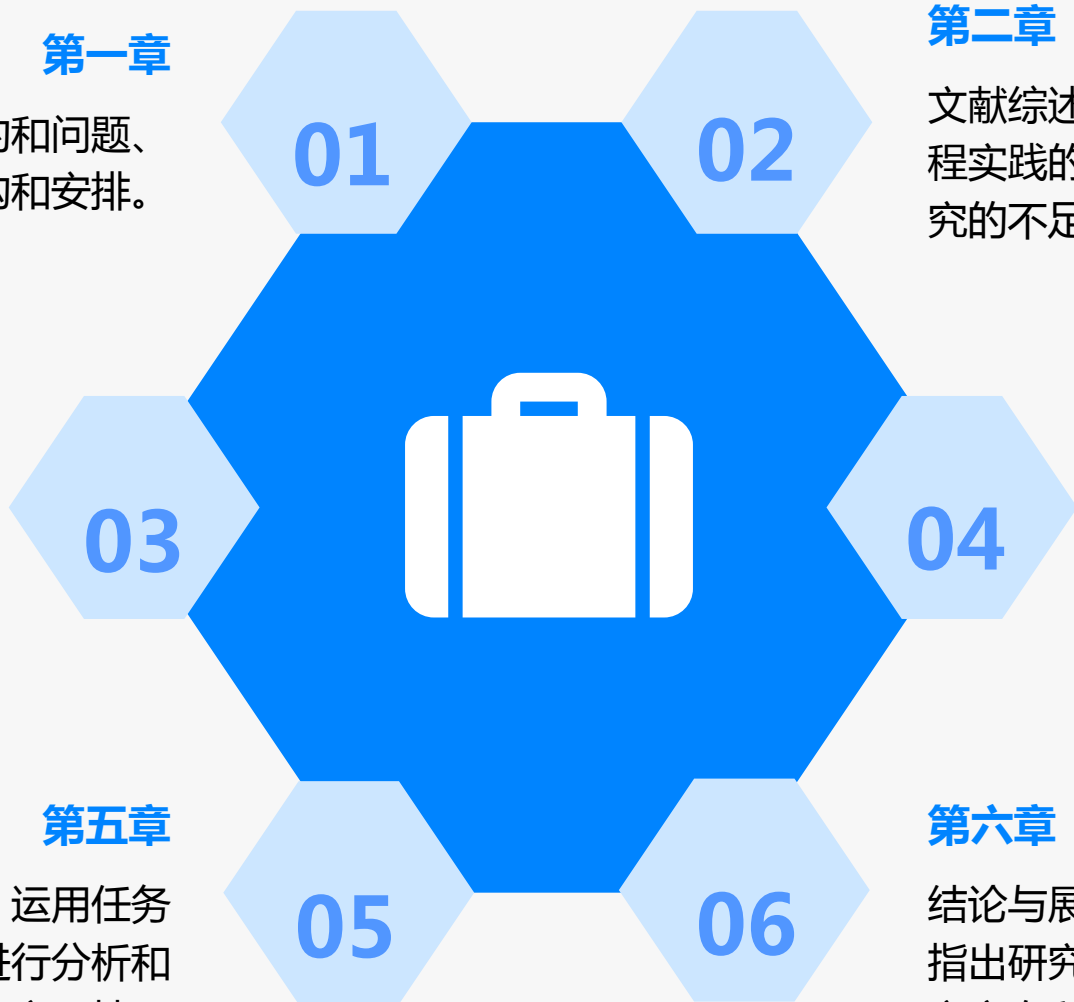 第一章
和问题、
和安排。
01
第二章
文献综述
程实践的
究的不足
02
03
04
第五章
运用任务
进行分析和
05
第六章
结论与展
指出研究
06